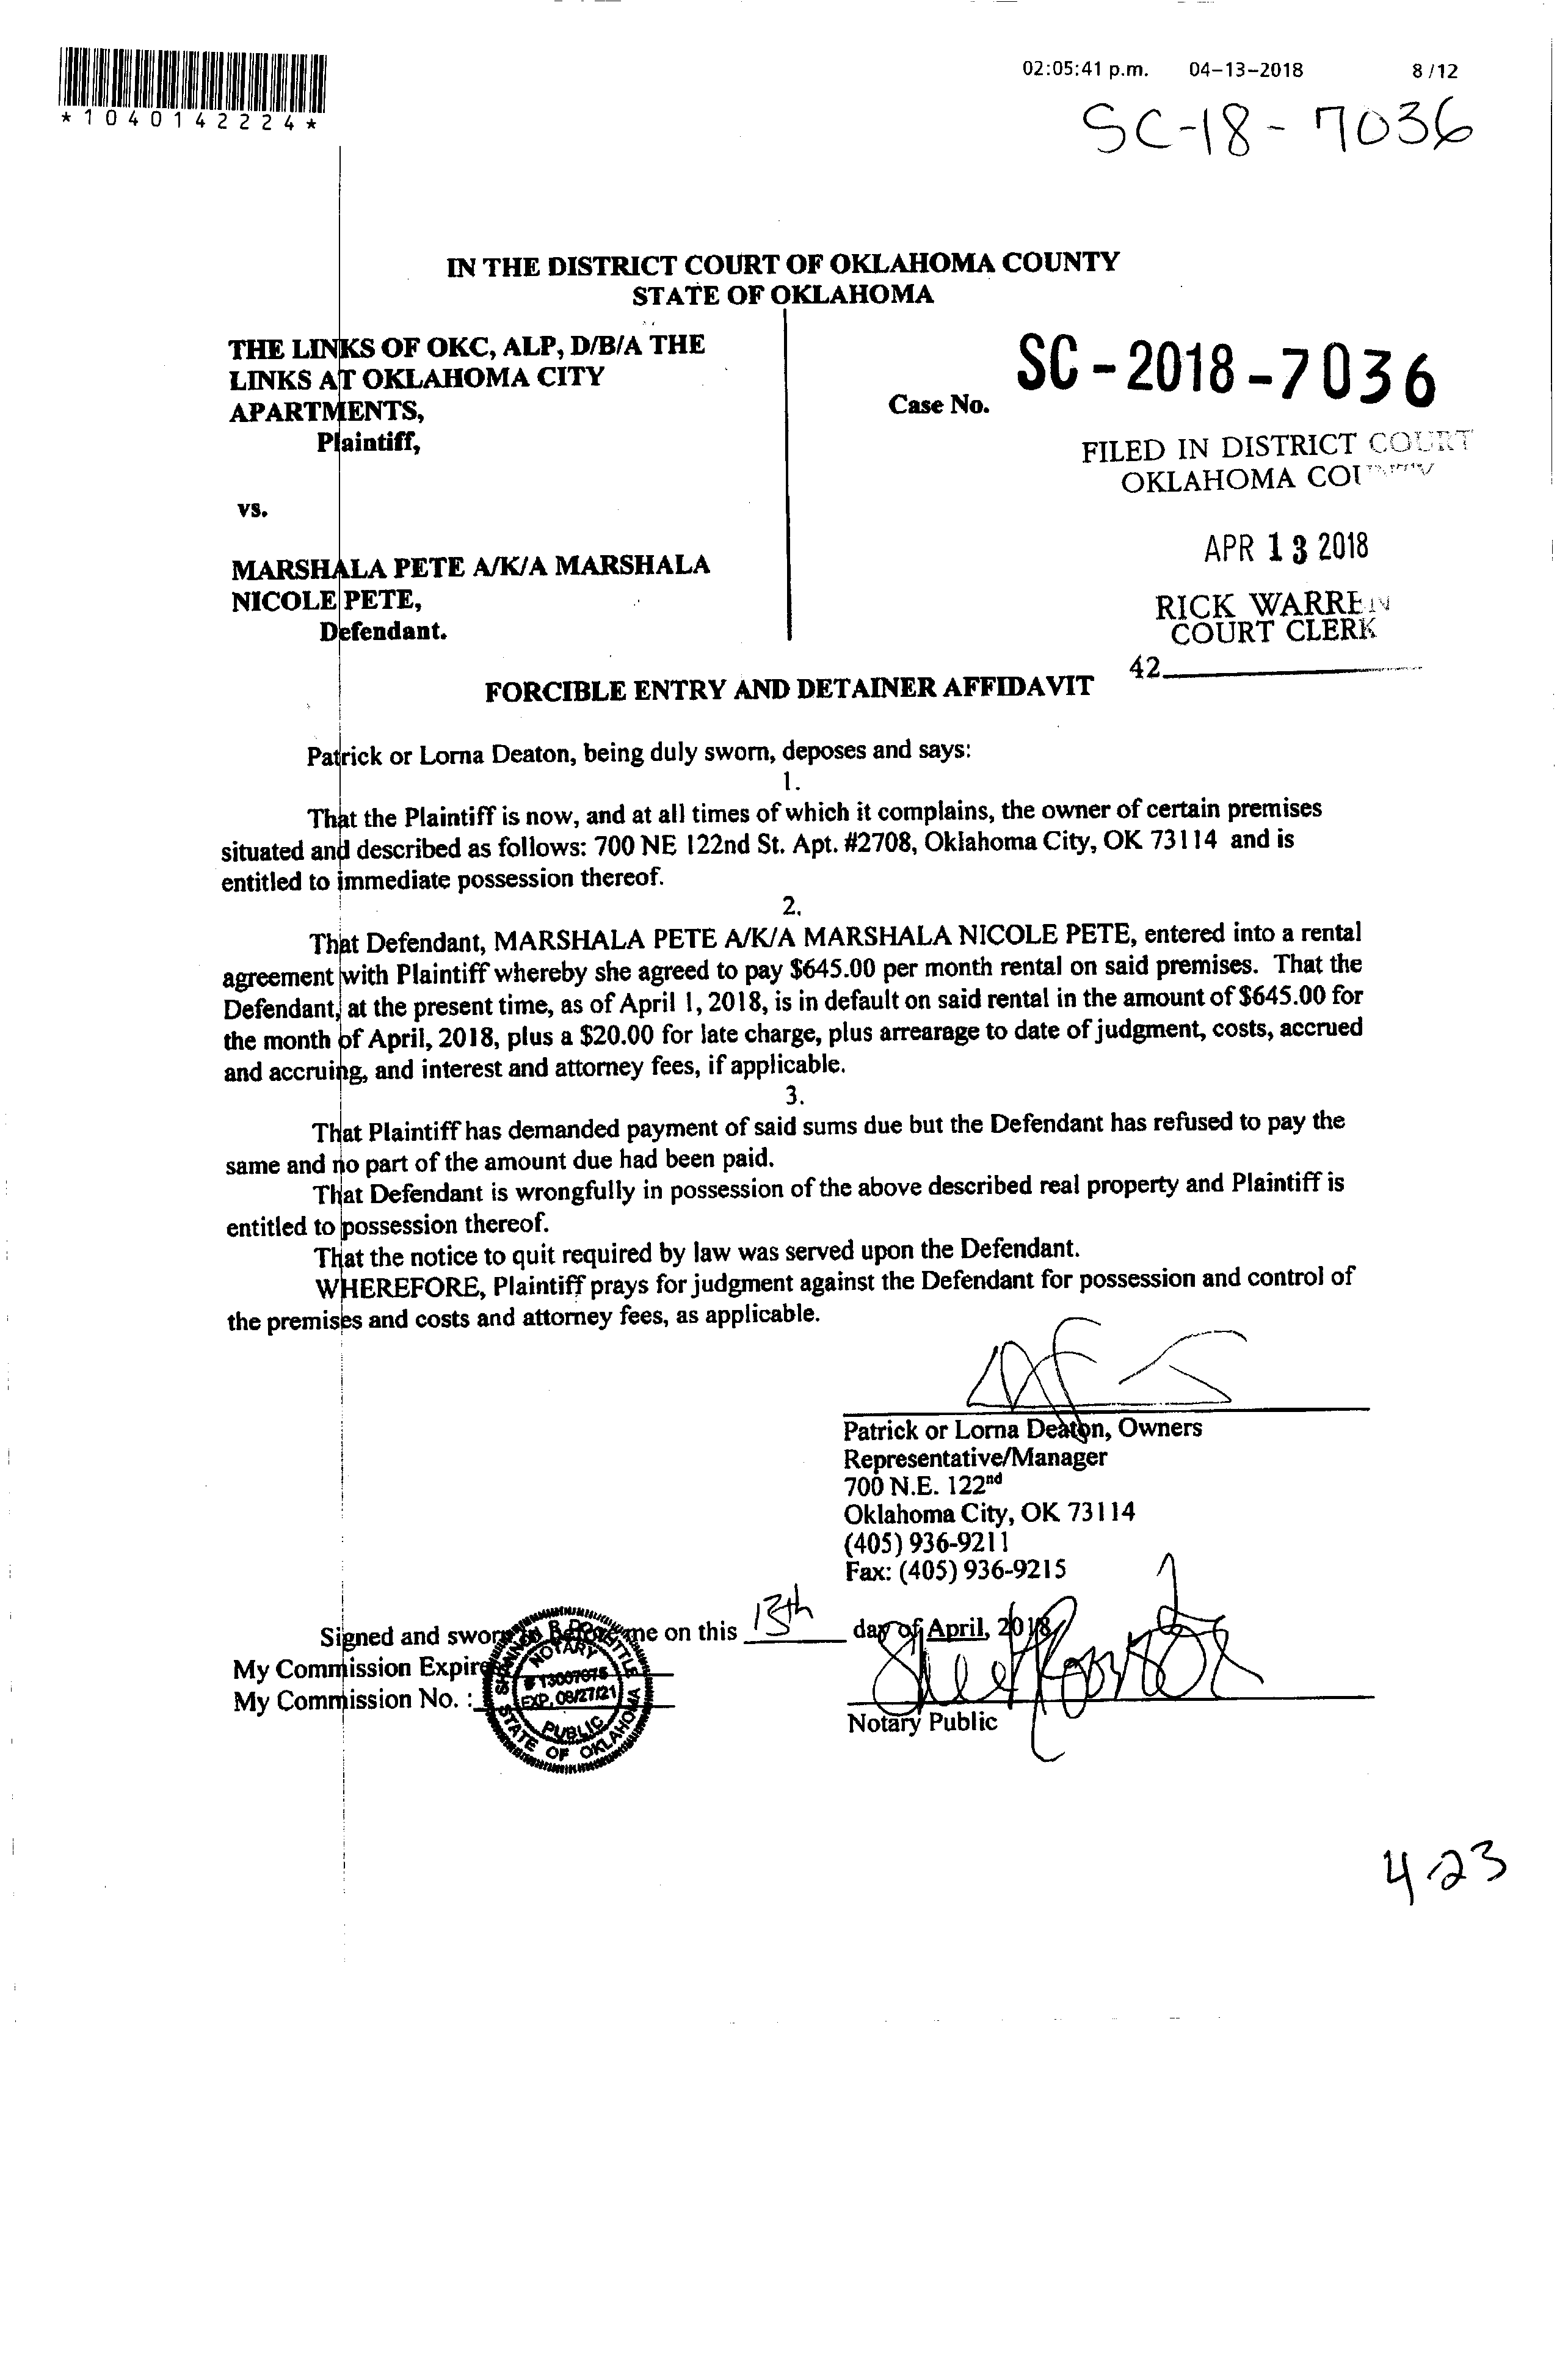 02:05:41 p.m. 04-13-2018 8 /12
*1040142224*
SC-18-7036
IN THE DISTRICT COURT OF OKLAHOMA COUNTY
STATE OF OKLAHOMA
THE LINKS OF OKC, ALP, D/B/A THE
LINKS AT OKLAHOMA CITY
APARTMENTS,
Plaintiff,
vs.
MARSHALA PETE A/K/A MARSHALA
NICOLE PETE,
Defendant.
Case No. SC-2018-7036
FILED IN DISTRICT COURT
OKLAHOMA COUNTY
APR 13 2018
RICK WARREN
COURT CLERK
42
FORCIBLE ENTRY AND DETAINER AFFIDAVIT
Patrick or Lorna Deaton, being duly sworn, deposes and says:
1.
That the Plaintiff is now, and at all times of which it complains, the owner of certain premises
situated and described as follows: 700 NE 122nd St. Apt. #2708, Oklahoma City, OK 73114 and is
entitled to immediate possession thereof.
2.
That Defendant, MARSHALA PETE A/K/A MARSHALA NICOLE PETE, entered into a rental
agreement with Plaintiff whereby she agreed to pay $645.00 per month rental on said premises. That the
Defendant, at the present time, as of April 1, 2018, is in default on said rental in the amount of $645.00 for
the month of April, 2018, plus a $20.00 for late charge, plus arrearage to date of judgment, costs, accrued
and accruing, and interest and attorney fees, if applicable.
3.
That Plaintiff has demanded payment of said sums due but the Defendant has refused to pay the
same and no part of the amount due had been paid.
That Defendant is wrongfully in possession of the above described real property and Plaintiff is
entitled to possession thereof.
That the notice to quit required by law was served upon the Defendant.
WHEREFORE, Plaintiff prays for judgment against the Defendant for possession and control of
the premises and costs and attorney fees, as applicable.
Patrick or Lorna Deaton, Owners
Representative/Manager
700 N.E. 122nd
Oklahoma City, OK 73114
(405) 936-9211
Fax: (405) 936-9215
Signed and sworn to before me on this 13th day of April, 2018
My Commission Expires
My Commission No. :
NOTARY
# 13007075
EXP. 08/27/21
PUBLIC
STATE OF OKLAHOMA
Notary Public
4-23